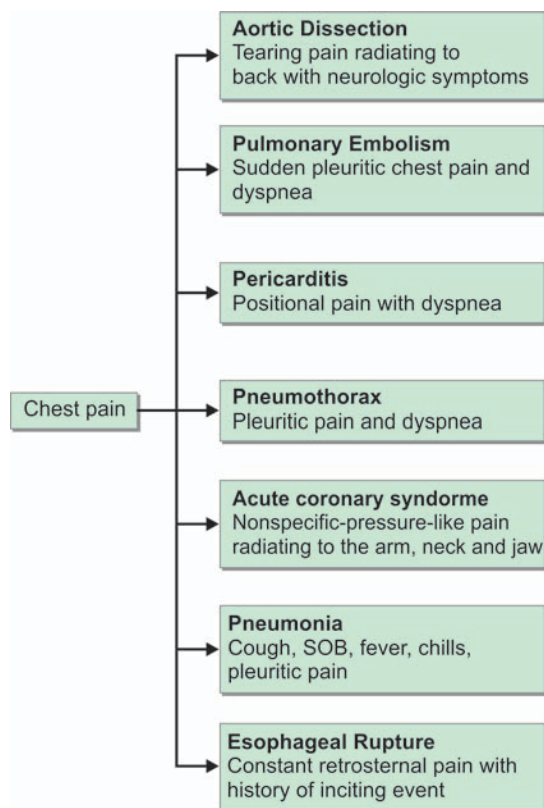 Aortic Dissection
Tearing pain radiating to
back with neurologic symptoms
Pulmonary Embolism
Sudden pleuritic chest pain and
dyspnea
Pericarditis
Positional pain with dyspnea
Chest pain
Pneumothorax
Pleuritic pain and dyspnea
Acute coronary syndorme
Nonspecific-pressure-like pain
radiating to the arm, neck and jaw
Pneumonia
Cough, SOB, fever, chills,
pleuritic pain
Esophageal Rupture
Constant retrosternal pain with
history of inciting event